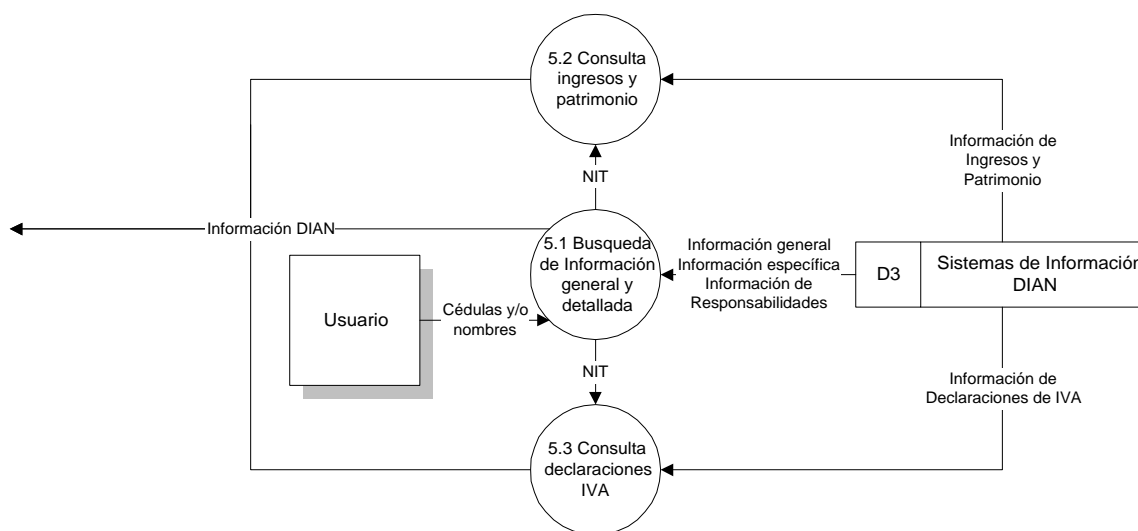 5.2 Consulta
ingresos y
patrimonio
Información de
Ingresos y
Patrimonio
NIT
Información DIAN
5.1 Busqueda
de Información
general y
detallada
Información general
Información específica
Información de
Responsabilidades
D3
Sistemas de Información
DIAN
Usuario
Cédulas y/o
nombres
NIT
Información de
Declaraciones de IVA
5.3 Consulta
declaraciones
IVA